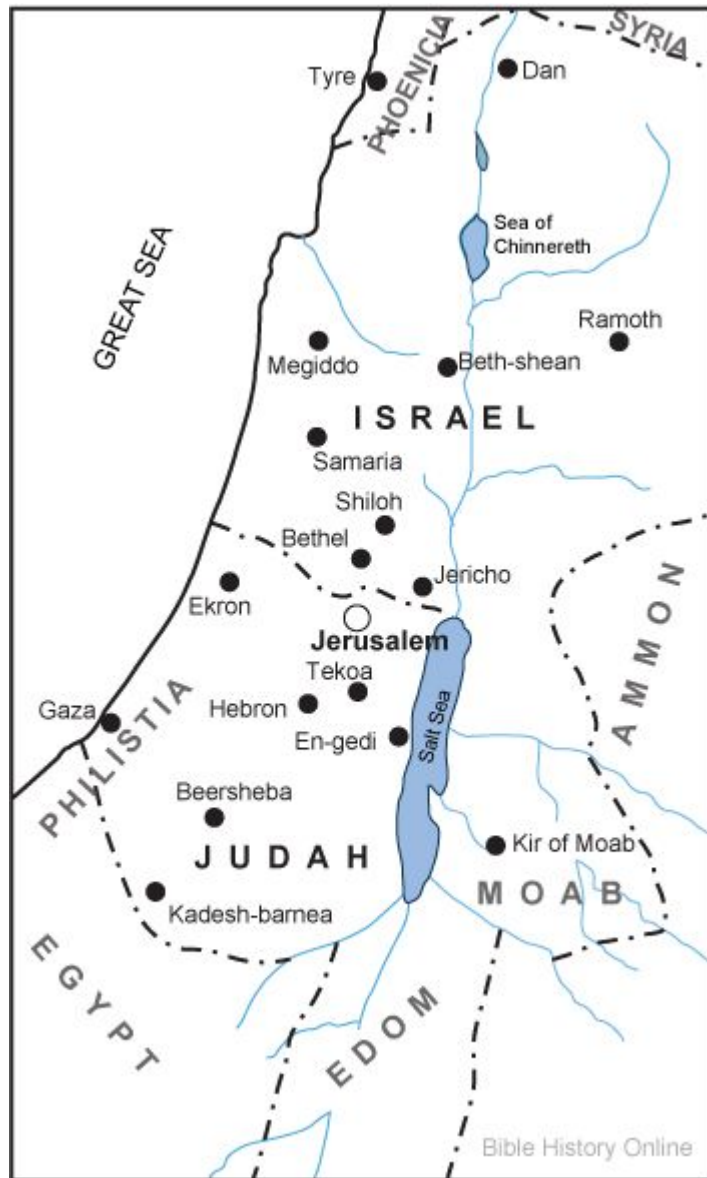 SYRIA
PHOENICIA
Tyre
Dan
Sea of
Chinnereth
GREAT SEA
Ramoth
Megiddo
Beth-shean
ISRAEL
Samaria
Shiloh
Bethel
Jericho
Ekron
Jerusalem
AMMON
Tekoa
Gaza
Hebron
PHILISTIA
En-gedi
Salt Sea
Beersheba
Kir of Moab
JUDAH
MOAB
Kadesh-barnea
EGYPT
EDOM
Bible History Online